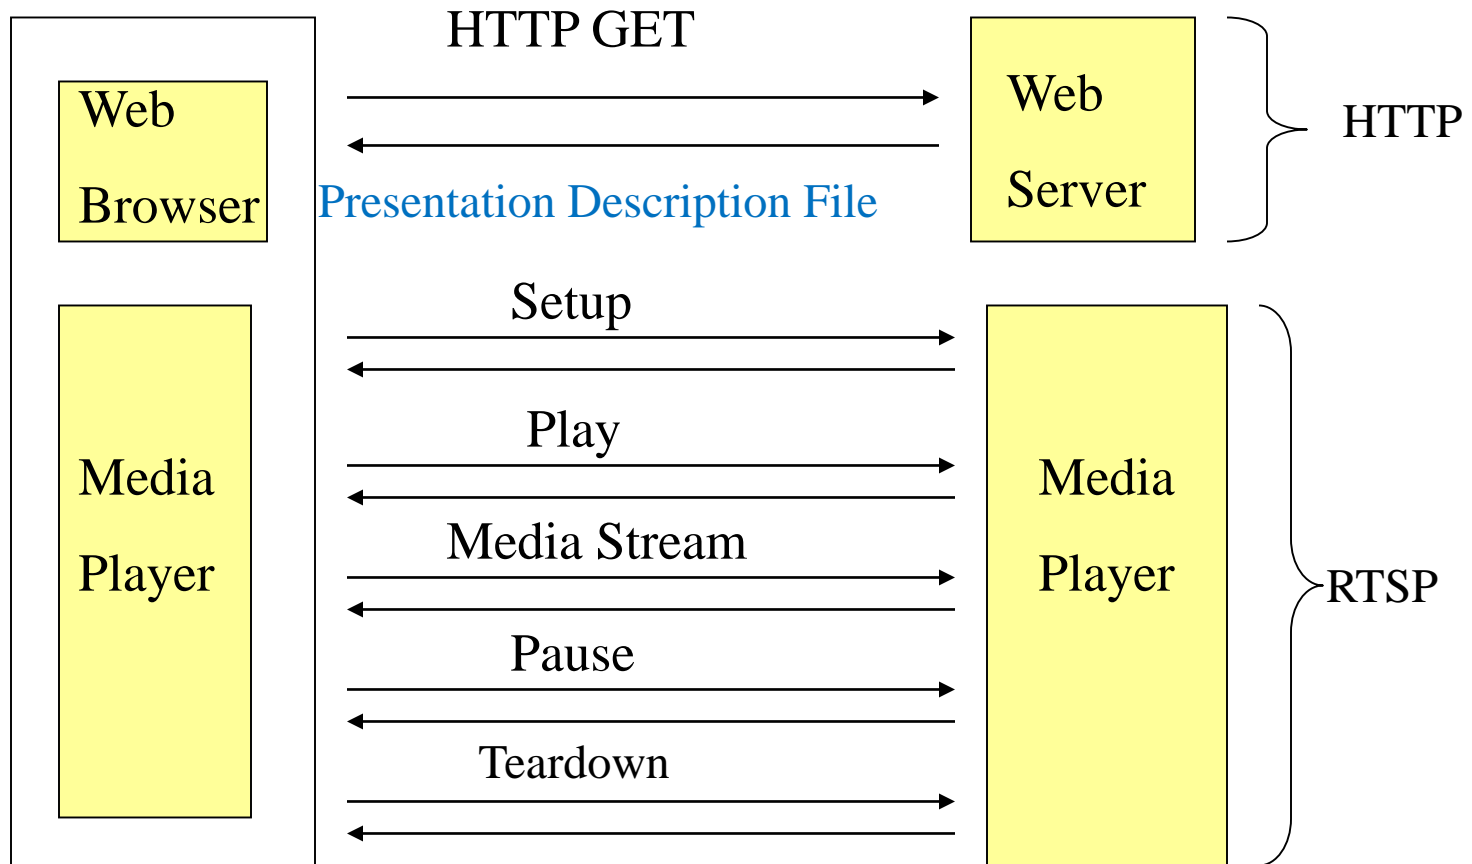 HTTP GET
Web
Browser
Presentation Description File
Web
Server
HTTP
Setup
Play
Media Stream
Pause
Teardown
Media
Player
Media
Player
RTSP